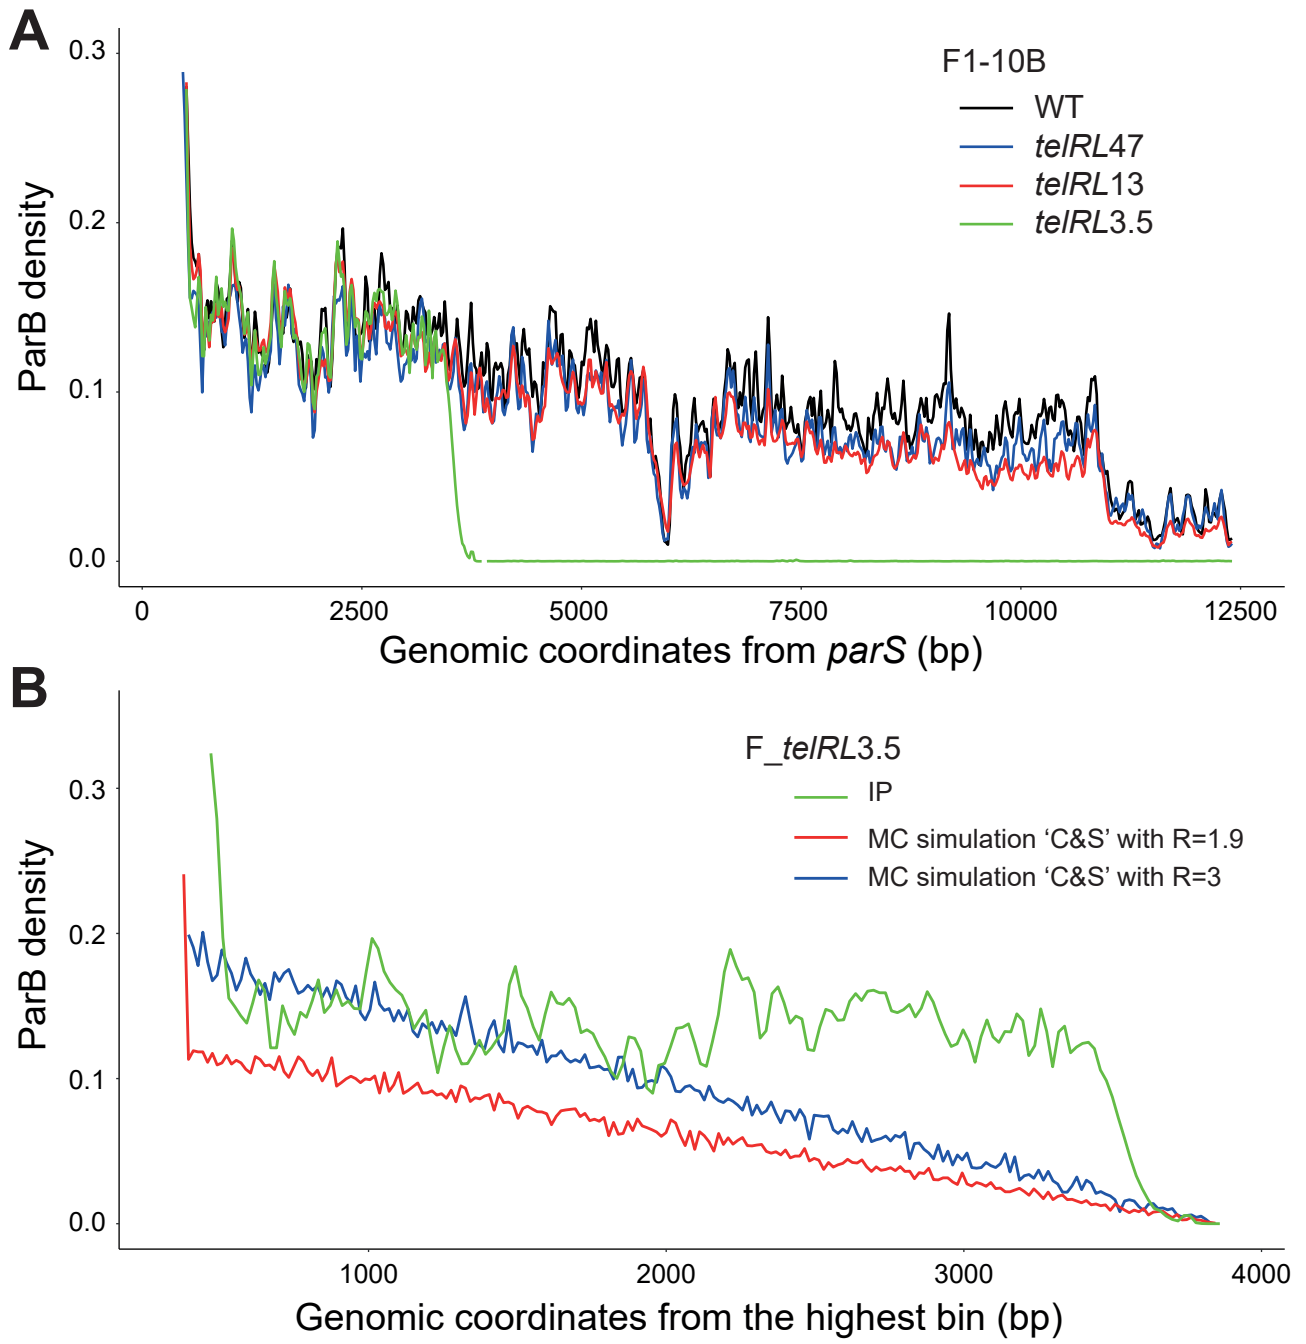 A
0.3
0.2
0.1
0.0
ParB density
F1-10B
WT
telRL47
telRL13
telRL3.5
0 2500 5000 7500 10000 12500
Genomic coordinates from parS (bp)
B
0.3
0.2
0.1
0.0
ParB density
F_telRL3.5
IP
MC simulation ‘C&S’ with R=1.9
MC simulation ‘C&S’ with R=3
1000 2000 3000 4000
Genomic coordinates from the highest bin (bp)